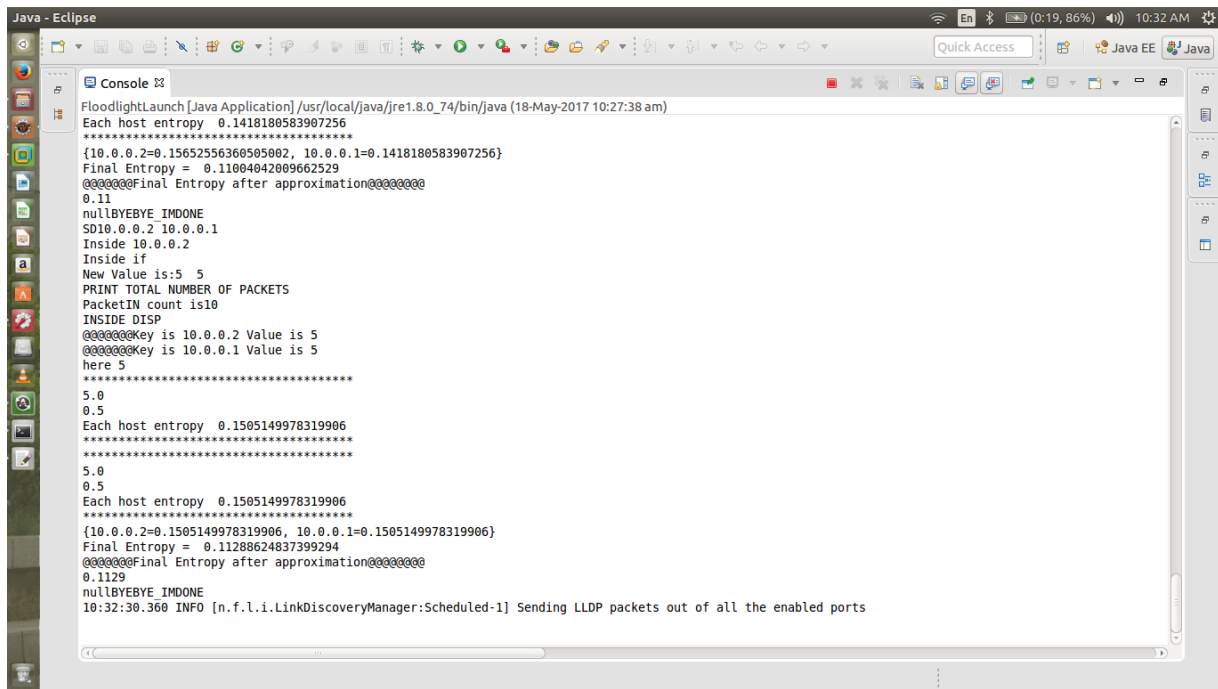 Java - Eclipse
En
(0:19, 86%)
10:32 AM
Quick Access
Java EE
Java
Console
FloodlightLaunch [Java Application] /usr/local/java/jre1.8.0_74/bin/java (18-May-2017 10:27:38 am)
Each host entropy  0.1418180583907256
**************************************
{10.0.0.2=0.15652556360505002, 10.0.0.1=0.1418180583907256}
Final Entropy =  0.11004042009662529
@@@@@@@Final Entropy after approximation@@@@@@@@
0.11
nullBYEBYE_IMDONE
SD10.0.0.2 10.0.0.1
Inside 10.0.0.2
Inside if
New Value is:5  5
PRINT TOTAL NUMBER OF PACKETS
PacketIN count is10
INSIDE DISP
@@@@@@@Key is 10.0.0.2 Value is 5
@@@@@@@Key is 10.0.0.1 Value is 5
here 5
**************************************
5.0
0.5
Each host entropy  0.1505149978319906
**************************************
**************************************
5.0
0.5
Each host entropy  0.1505149978319906
**************************************
{10.0.0.2=0.1505149978319906, 10.0.0.1=0.1505149978319906}
Final Entropy =  0.11288624837399294
@@@@@@@Final Entropy after approximation@@@@@@@@
0.1129
nullBYEBYE_IMDONE
10:32:30.360 INFO [n.f.l.i.LinkDiscoveryManager:Scheduled-1] Sending LLDP packets out of all the enabled ports